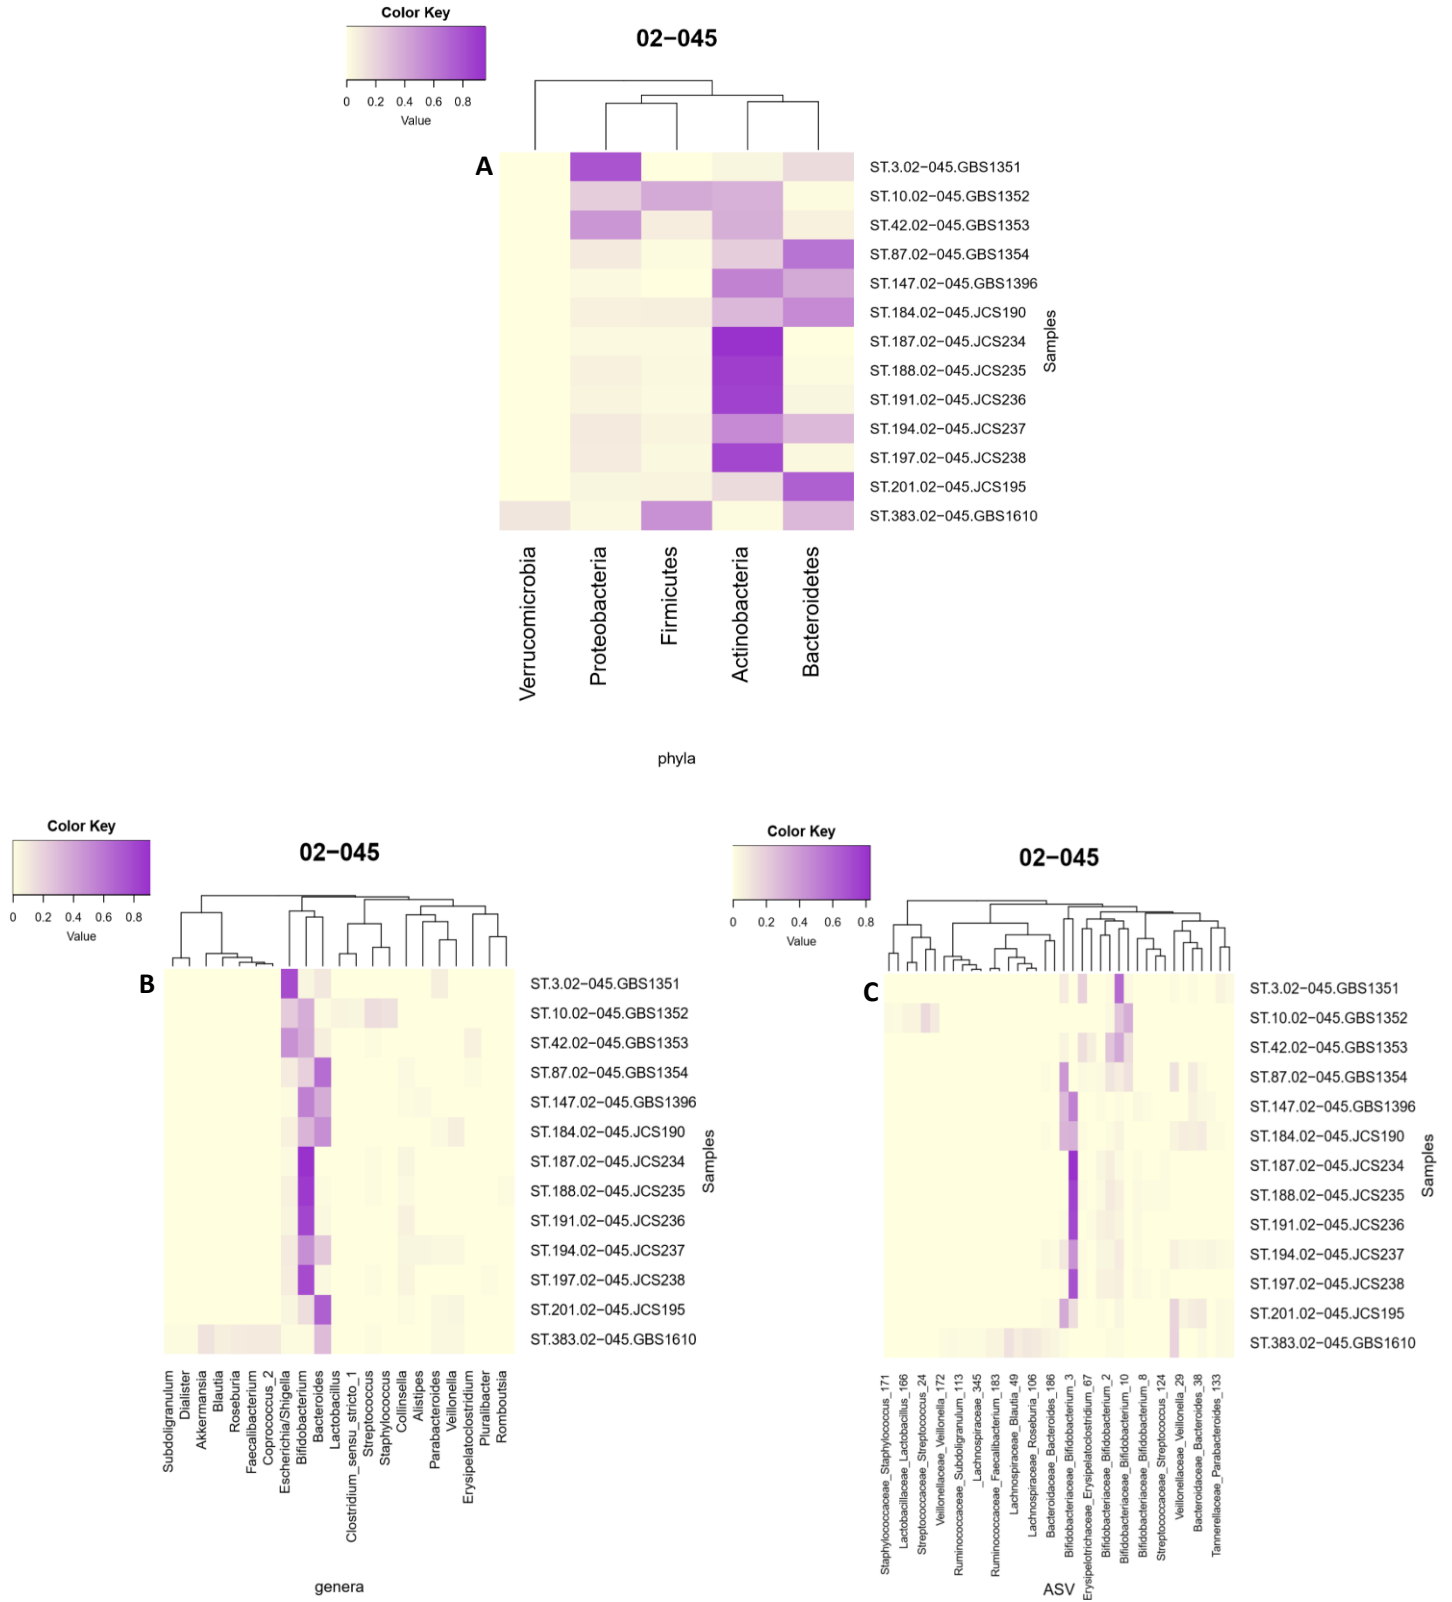 Color Key
0 0.2 0.4 0.6 0.8
Value
02−045
A
ST.3.02−045.GBS1351
ST.10.02−045.GBS1352
ST.42.02−045.GBS1353
ST.87.02−045.GBS1354
ST.147.02−045.GBS1396
ST.184.02−045.JCS190
ST.187.02−045.JCS234
ST.188.02−045.JCS235
ST.191.02−045.JCS236
ST.194.02−045.JCS237
ST.197.02−045.JCS238
ST.201.02−045.JCS195
ST.383.02−045.GBS1610
Samples
Verrucomicrobia
Proteobacteria
Firmicutes
Actinobacteria
Bacteroidetes
phyla
Color Key
0 0.2 0.4 0.6 0.8
Value
02−045
B
ST.3.02−045.GBS1351
ST.10.02−045.GBS1352
ST.42.02−045.GBS1353
ST.87.02−045.GBS1354
ST.147.02−045.GBS1396
ST.184.02−045.JCS190
ST.187.02−045.JCS234
ST.188.02−045.JCS235
ST.191.02−045.JCS236
ST.194.02−045.JCS237
ST.197.02−045.JCS238
ST.201.02−045.JCS195
ST.383.02−045.GBS1610
Samples
Subdoligranulum
Dialister
Akkermansia
Blautia
Roseburia
Faecalibacterium
Coprococcus_2
Escherichia/Shigella
Bifidobacterium
Bacteroides
Lactobacillus
Clostridium_sensu_stricto_1
Streptococcus
Staphylococcus
Collinsella
Alistipes
Parabacteroides
Veillonella
Erysipelatoclostridium
Pluralibacter
Romboutsia
genera
Color Key
0 0.2 0.4 0.6 0.8
Value
02−045
C
ST.3.02−045.GBS1351
ST.10.02−045.GBS1352
ST.42.02−045.GBS1353
ST.87.02−045.GBS1354
ST.147.02−045.GBS1396
ST.184.02−045.JCS190
ST.187.02−045.JCS234
ST.188.02−045.JCS235
ST.191.02−045.JCS236
ST.194.02−045.JCS237
ST.197.02−045.JCS238
ST.201.02−045.JCS195
ST.383.02−045.GBS1610
Samples
Staphylococcaceae_Staphylococcus_171
Lactobacillaceae_Lactobacillus_166
Streptococcaceae_Streptococcus_24
Veillonellaceae_Veillonella_172
Ruminococcaceae_Subdoligranulum_113
_Lachnospiraceae_345
Ruminococcaceae_Faecalibacterium_183
Lachnospiraceae_Blautia_49
Lachnospiraceae_Roseburia_106
Bacteroidaceae_Bacteroides_186
Bifidobacteriaceae_Bifidobacterium_3
Erysipelotrichaceae_Erysipelatoclostridium_67
Bifidobacteriaceae_Bifidobacterium_2
Bifidobacteriaceae_Bifidobacterium_10
Bifidobacteriaceae_Bifidobacterium_8
Streptococcaceae_Streptococcus_124
Veillonellaceae_Veillonella_29
Bacteroidaceae_Bacteroides_38
Tannerellaceae_Parabacteroides_133
ASV